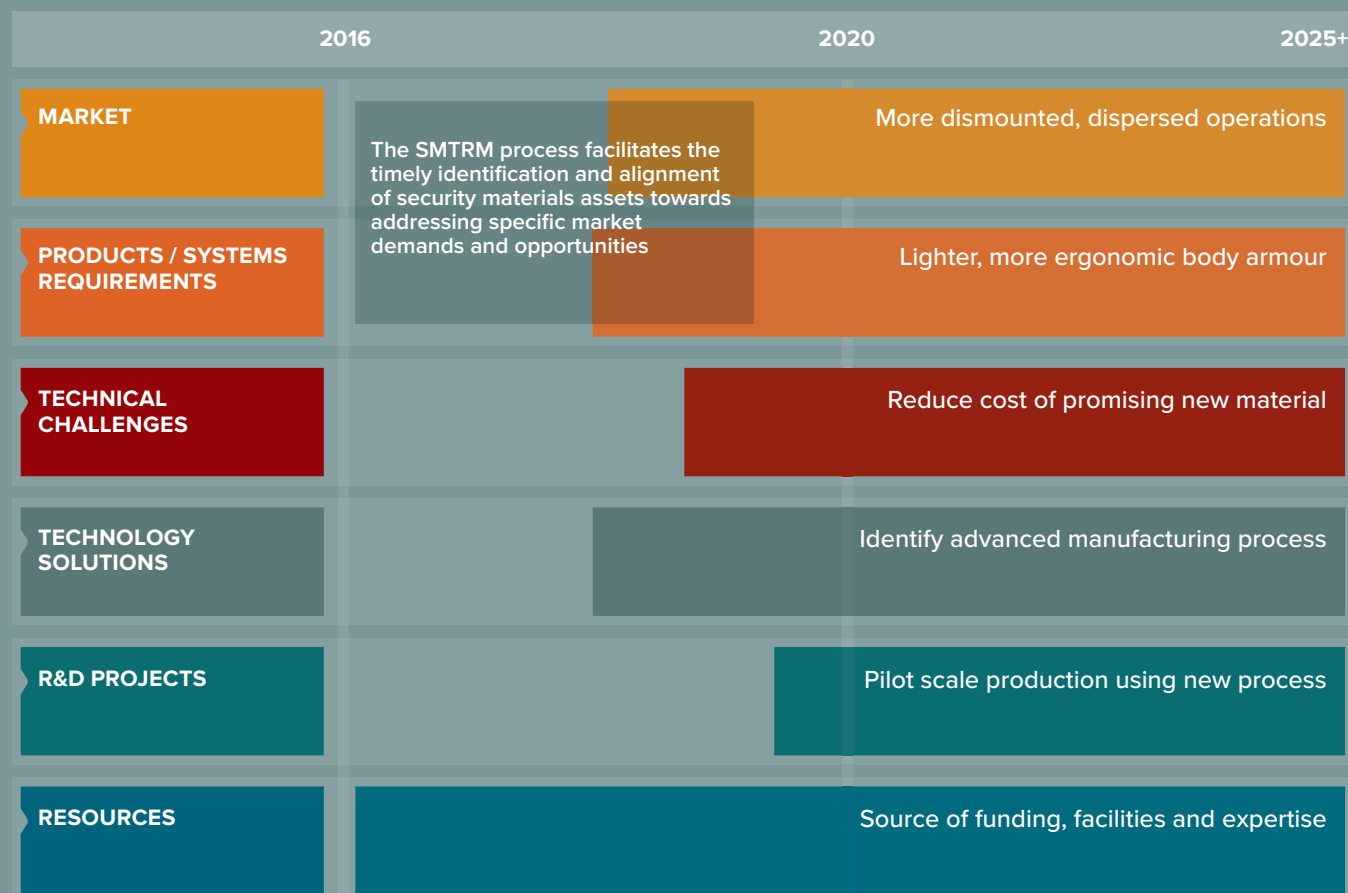 2016 2020 2025+
MARKET
More dismounted, dispersed operations
The SMTRM process facilitates the
timely identification and alignment
of security materials assets towards
addressing specific market
demands and opportunities
PRODUCTS / SYSTEMS
REQUIREMENTS
Lighter, more ergonomic body armour
TECHNICAL
CHALLENGES
Reduce cost of promising new material
TECHNOLOGY
SOLUTIONS
Identify advanced manufacturing process
R&D PROJECTS
Pilot scale production using new process
RESOURCES
Source of funding, facilities and expertise